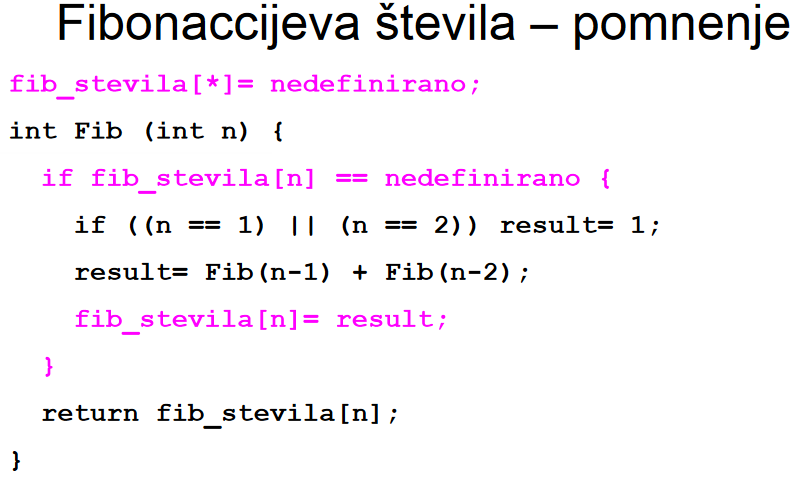 Fibonaccijeva števila – pomnenje
fib_stevila[*]= nedefinirano;
int Fib (int n) {
if fib_stevila[n] == nedefinirano {
if ((n == 1) || (n == 2)) result= 1;
result= Fib(n-1) + Fib(n-2);
fib_stevila[n]= result;
}
return fib_stevila[n];
}